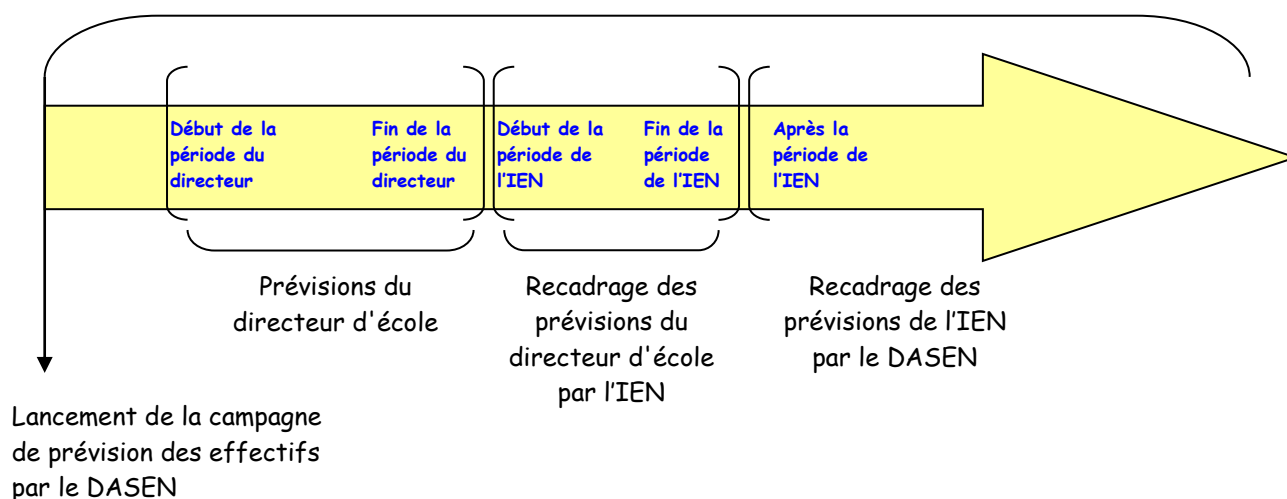 Début de la
période du
directeur
Fin de la
période du
directeur
Début de la
période de
l'IEN
Fin de la
période
de l'IEN
Après la
période de
l'IEN
Prévisions du
directeur d'école
Recadrage des
prévisions du
directeur d'école
par l'IEN
Recadrage des
prévisions de l'IEN
par le DASEN
Lancement de la campagne
de prévision des effectifs
par le DASEN